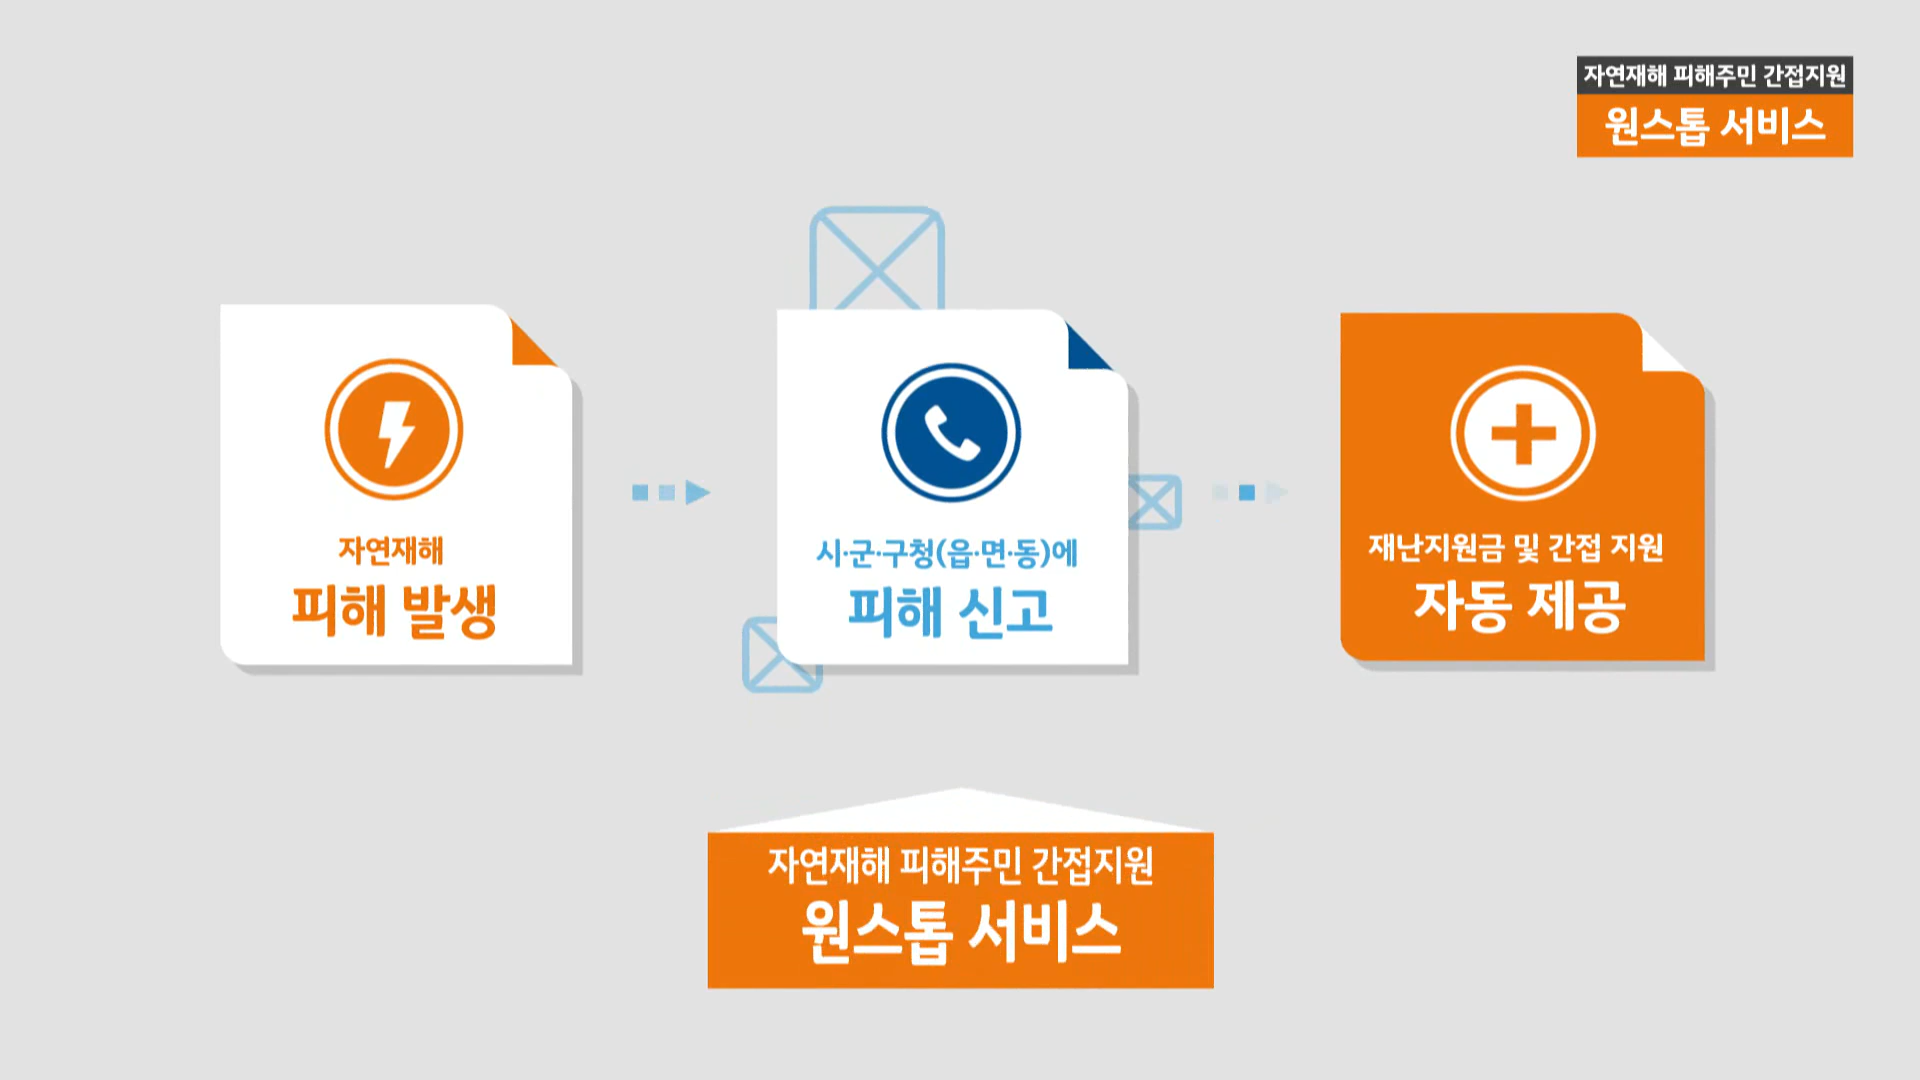 자연재해 피해주민 간접지원
원스톱 서비스
자연재해
피해 발생
시·군·구청(읍·면·동)에
피해 신고
재난지원금 및 간접 지원
자동 제공
자연재해 피해주민 간접지원
원스톱 서비스